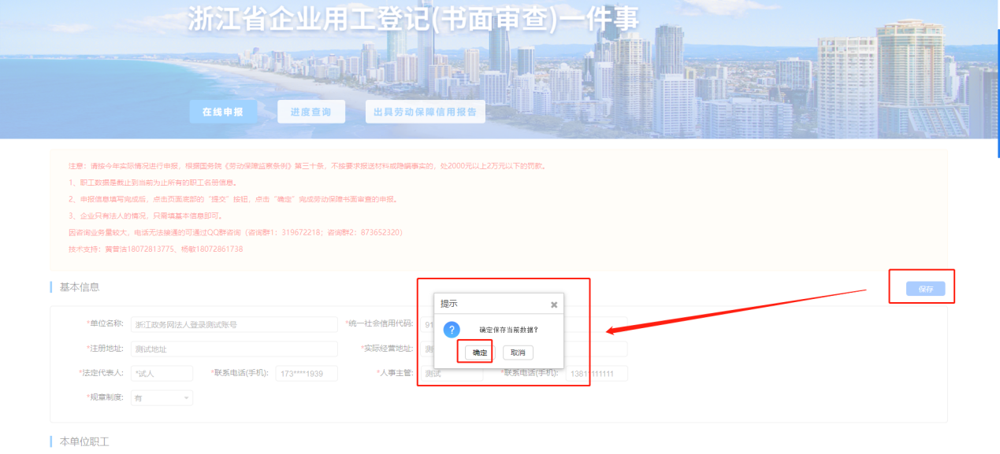 浙江省企业用工登记(书面审查)一件事
在线申报 进度查询 出具劳动保障信用报告
注意：请按今年实际情况进行申报，根据国务院《劳动保障监察条例》第三十条，不按要求报送材料或隐瞒事实的，处2000元以上2万元以下的罚款。
1、职工数据是截止到当前为止所有的职工名册信息。
2、申报信息填写完成后，点击页面底部的“提交”按钮，点击“确定”完成劳动保障书面审查的申报。
3、企业只有法人的情况，只需填基本信息即可。
因咨询业务量较大，电话无法接通的可通过QQ群咨询（咨询群1：319672218；咨询群2：873652320）
技术支持：黄管洁18072813775、杨敏18072861738
基本信息 保存
提示
*单位名称: 浙江政务网法人登录测试账号 *统一社会信用代码: 91
确定保存当前数据?
*注册地址: 测试地址 *实际经营地址: 测
确定 取消
*法定代表人: *试人 *联系电话(手机): 173****1939 *人事主管: 测试 *联系电话(手机): 13811111111
*规章制度: 有
本单位职工